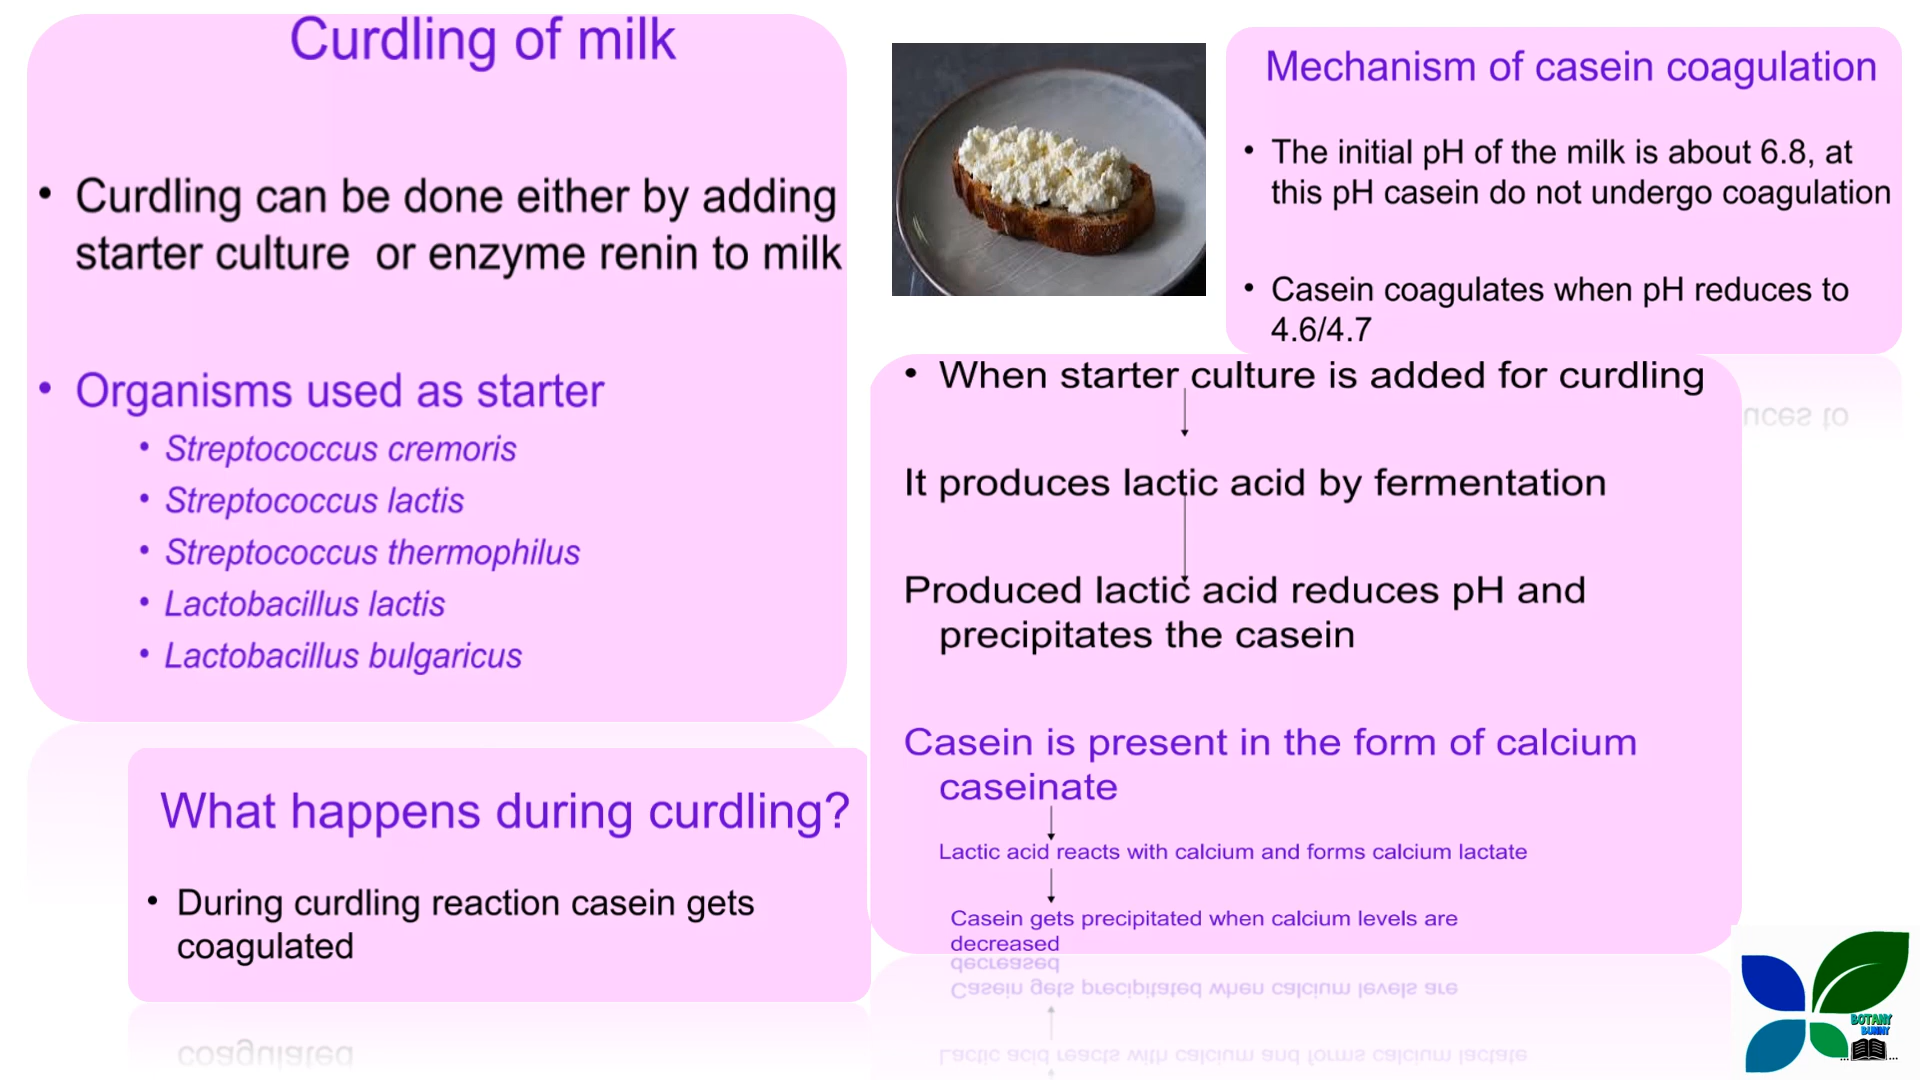 Curdling of milk
• Curdling can be done either by adding
starter culture or enzyme renin to milk
• Organisms used as starter
• Streptococcus cremoris
• Streptococcus lactis
• Streptococcus thermophilus
• Lactobacillus lactis
• Lactobacillus bulgaricus
What happens during curdling?
• During curdling reaction casein gets
coagulated
Mechanism of casein coagulation
• The initial pH of the milk is about 6.8, at
this pH casein do not undergo coagulation
• Casein coagulates when pH reduces to
4.6/4.7
• When starter culture is added for curdling
It produces lactic acid by fermentation
Produced lactic acid reduces pH and
precipitates the casein
Casein is present in the form of calcium
caseinate
Lactic acid reacts with calcium and forms calcium lactate
Casein gets precipitated when calcium levels are
decreased
BOTANY
BUNNY